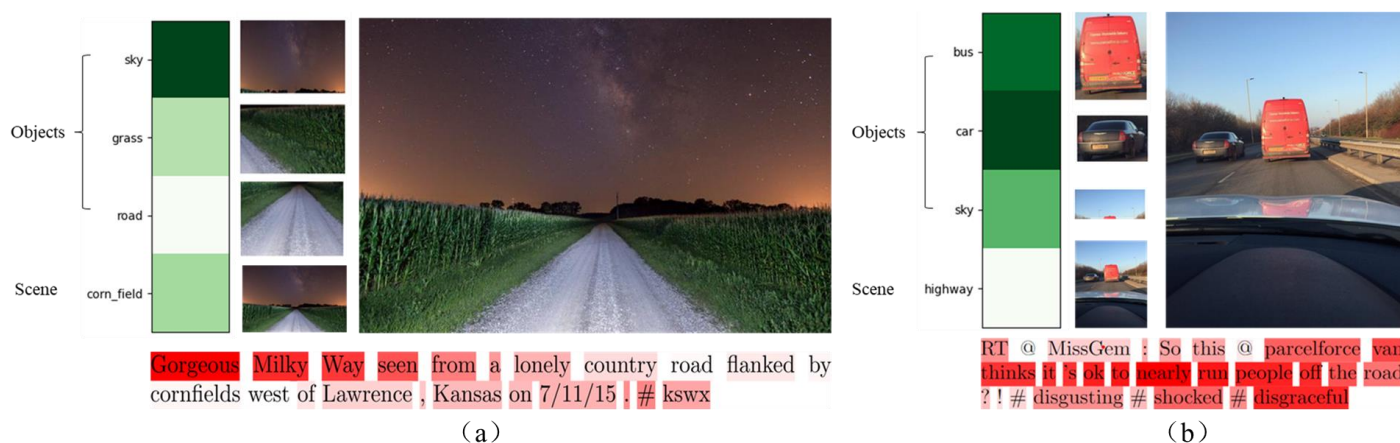 Objects
sky
grass
road
Scene
corn_field
Gorgeous Milky Way seen from a lonely country road flanked by
cornfields west of Lawrence , Kansas on 7/11/15 . # kswx
(a)
Objects
bus
car
sky
Scene
highway
RT @ MissGem : So this @ parcelforce van
thinks it 's ok to nearly run people off the road
? ! # disgusting # shocked # disgraceful
(b)